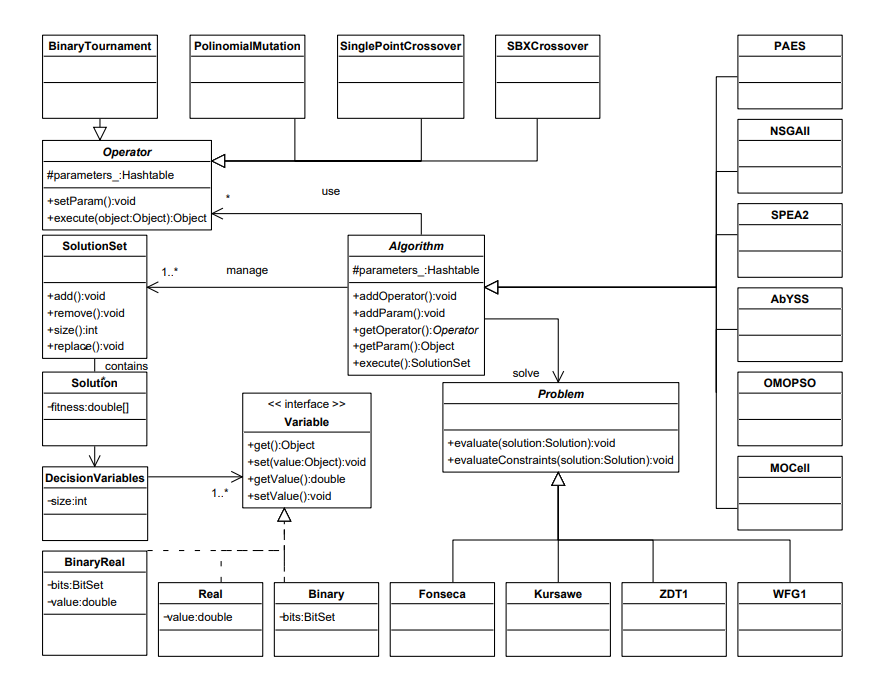 BinaryTournament
PolinomialMutation
SinglePointCrossover
SBXCrossover
PAES
NSGAII
SPEA2
AbYSS
OMOPSO
MOCell
Operator
#parameters_:Hashtable
+setParam():void
+execute(object:Object):Object
*
use
SolutionSet
+add():void
+remove():void
+size():int
+replace():void
1..*
manage
Algorithm
#parameters_:Hashtable
+addOperator():void
+addParam():void
+getOperator():Operator
+getParam():Object
+execute():SolutionSet
contains
*
Solution
-fitness:double[]
solve
Problem
+evaluate(solution:Solution):void
+evaluateConstraints(solution:Solution):void
<< interface >>
Variable
+get():Object
+set(value:Object):void
+getValue():double
+setValue():void
DecisionVariables
-size:int
1..*
BinaryReal
-bits:BitSet
-value:double
Real
-value:double
Binary
-bits:BitSet
Fonseca
Kursawe
ZDT1
WFG1